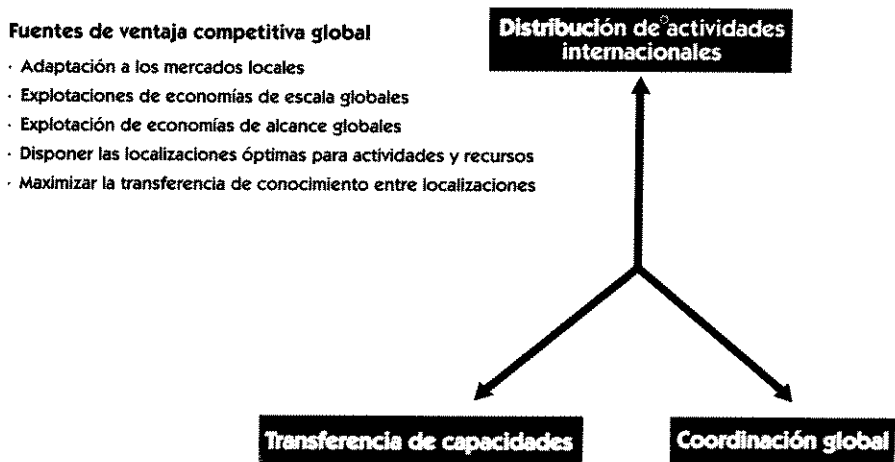 Fuentes de ventaja competitiva global
· Adaptación a los mercados locales
· Explotaciones de economías de escala globales
· Explotación de economías de alcance globales
· Disponer las localizaciones óptimas para actividades y recursos
· Maximizar la transferencia de conocimiento entre localizaciones
Distribución de actividades
internacionales
Transferencia de capacidades
Coordinación global